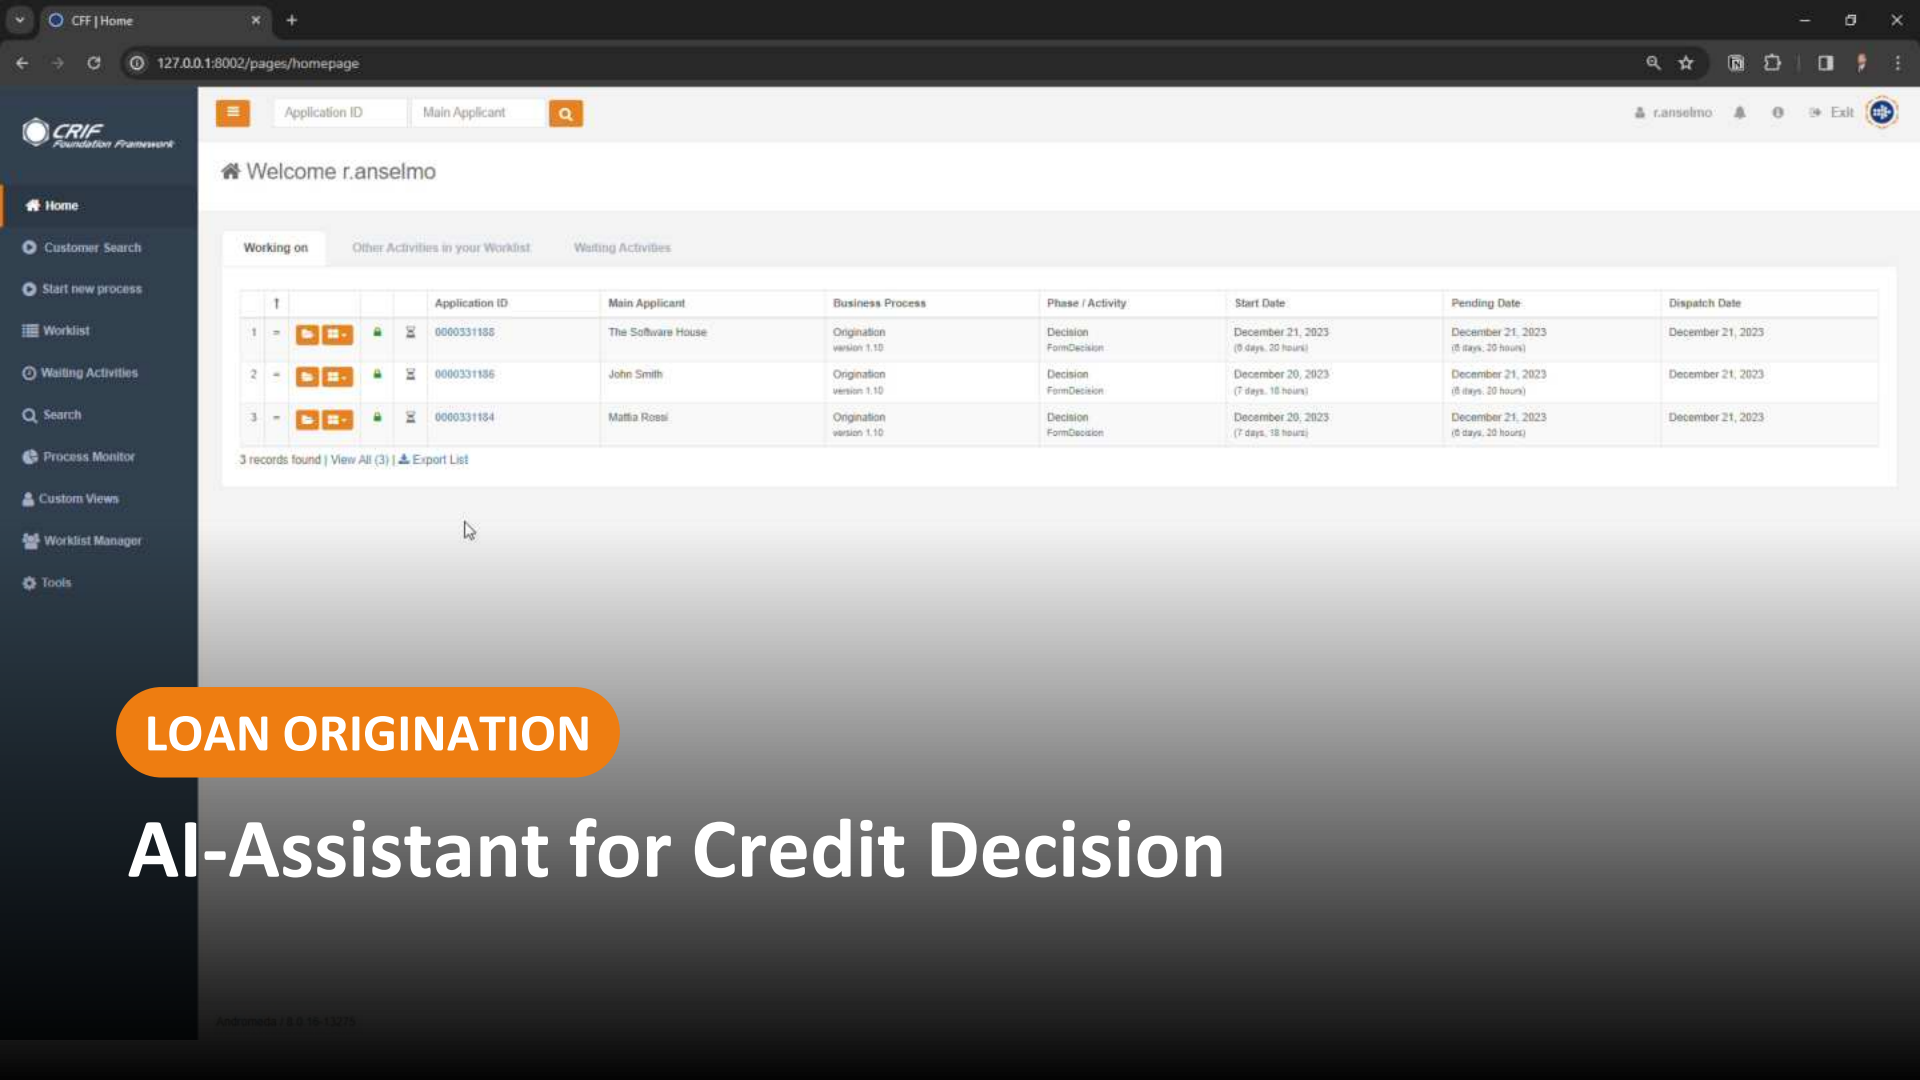 CFF | Home
127.0.0.1:8002/pages/homepage
CRIF
Foundation Framework
Application ID
Main Applicant
r.anselmo
Exit
Welcome r.anselmo
Home
Customer Search
Start new process
Worklist
Waiting Activities
Search
Process Monitor
Custom Views
Worklist Manager
Tools
Working on
Other Activities in your Worklist
Waiting Activities
Application ID Main Applicant Business Process Phase / Activity Start Date Pending Date Dispatch Date
1 0000331188 The Software House Origination Decision December 21, 2023 December 21, 2023 December 21, 2023
version 1.10 FormDecision (6 days, 20 hours) (6 days, 20 hours)
2 0000331186 John Smith Origination Decision December 20, 2023 December 21, 2023 December 21, 2023
version 1.10 FormDecision (7 days, 18 hours) (6 days, 20 hours)
3 0000331184 Mattia Rossi Origination Decision December 20, 2023 December 21, 2023 December 21, 2023
version 1.10 FormDecision (7 days, 18 hours) (6 days, 20 hours)
3 records found | View All (3) | Export List
LOAN ORIGINATION
AI-Assistant for Credit Decision